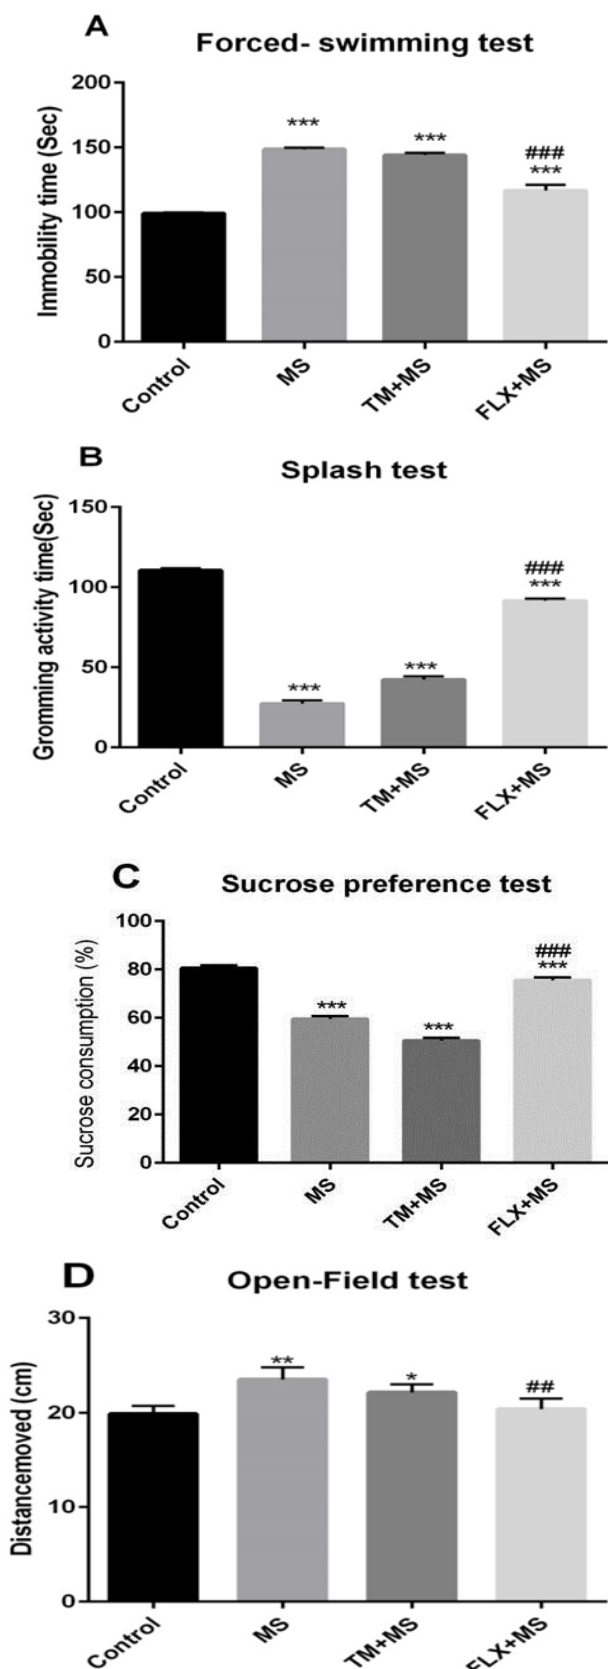 A
Forced- swimming test
Immobility time (Sec)
200
150
100
50
0
***
***
###
***
Control
MS
TM+MS
FLX+MS
B
Splash test
Gromming activity time(Sec)
150
100
50
0
***
***
###
***
Control
MS
TM+MS
FLX+MS
C
Sucrose preference test
Sucrose consumption (%)
100
80
60
40
20
0
***
***
###
***
Control
MS
TM+MS
FLX+MS
D
Open-Field test
Distancemoved (cm)
30
20
10
0
**
*
##
Control
MS
TM+MS
FLX+MS